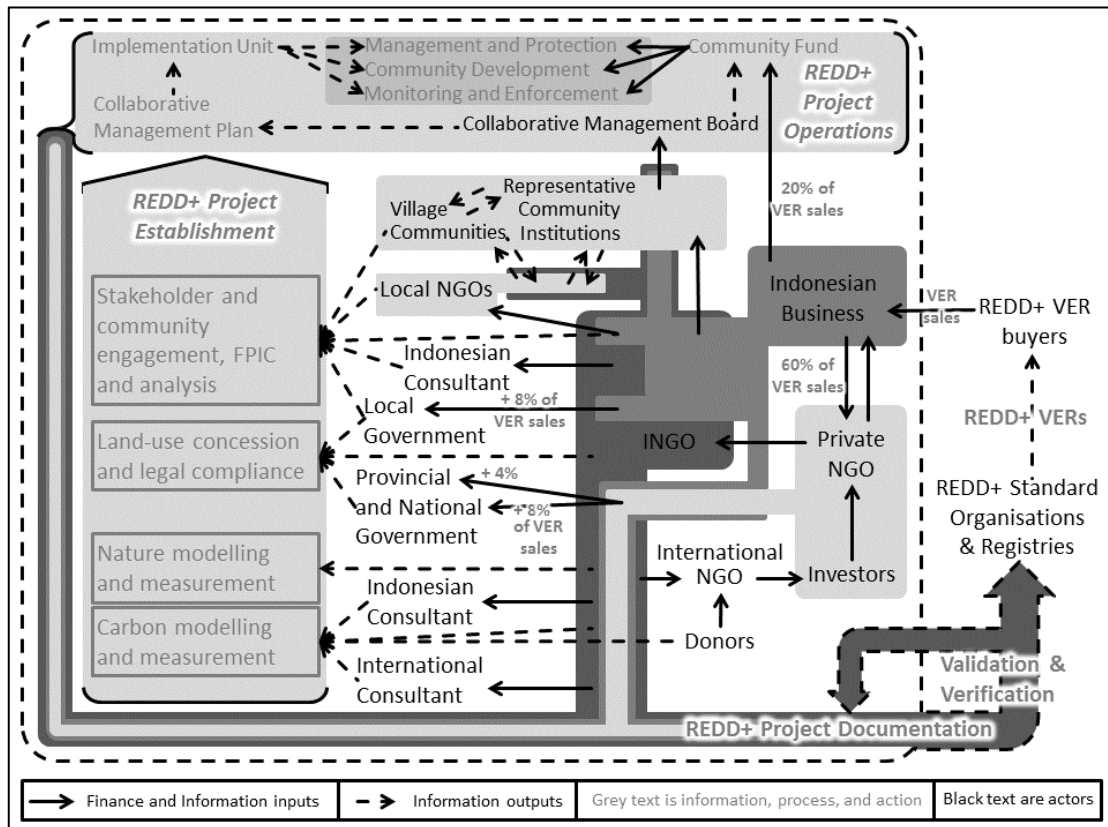 Implementation Unit
Management and Protection
Community Fund
Community Development
Monitoring and Enforcement
REDD+
Project
Operations
Collaborative
Management Plan
Collaborative Management Board
REDD+ Project
Establishment
Representative
Community
Institutions
Village
Communities
20% of
VER sales
Stakeholder and
community
engagement, FPIC
and analysis
Local NGOs
Indonesian
Business
VER
sales
REDD+ VER
buyers
Indonesian
Consultant
60% of
VER sales
Local
Government
+ 8% of
VER sales
REDD+ VERs
Land-use concession
and legal compliance
INGO
Private
NGO
Provincial
and National
Government
+ 4%
+ 8%
of VER
sales
REDD+ Standard
Organisations
& Registries
Nature modelling
and measurement
International
NGO
Investors
Indonesian
Consultant
Carbon modelling
and measurement
Donors
International
Consultant
Validation &
Verification
REDD+ Project Documentation
Finance and Information inputs
Information outputs
Grey text is information, process, and action
Black text are actors